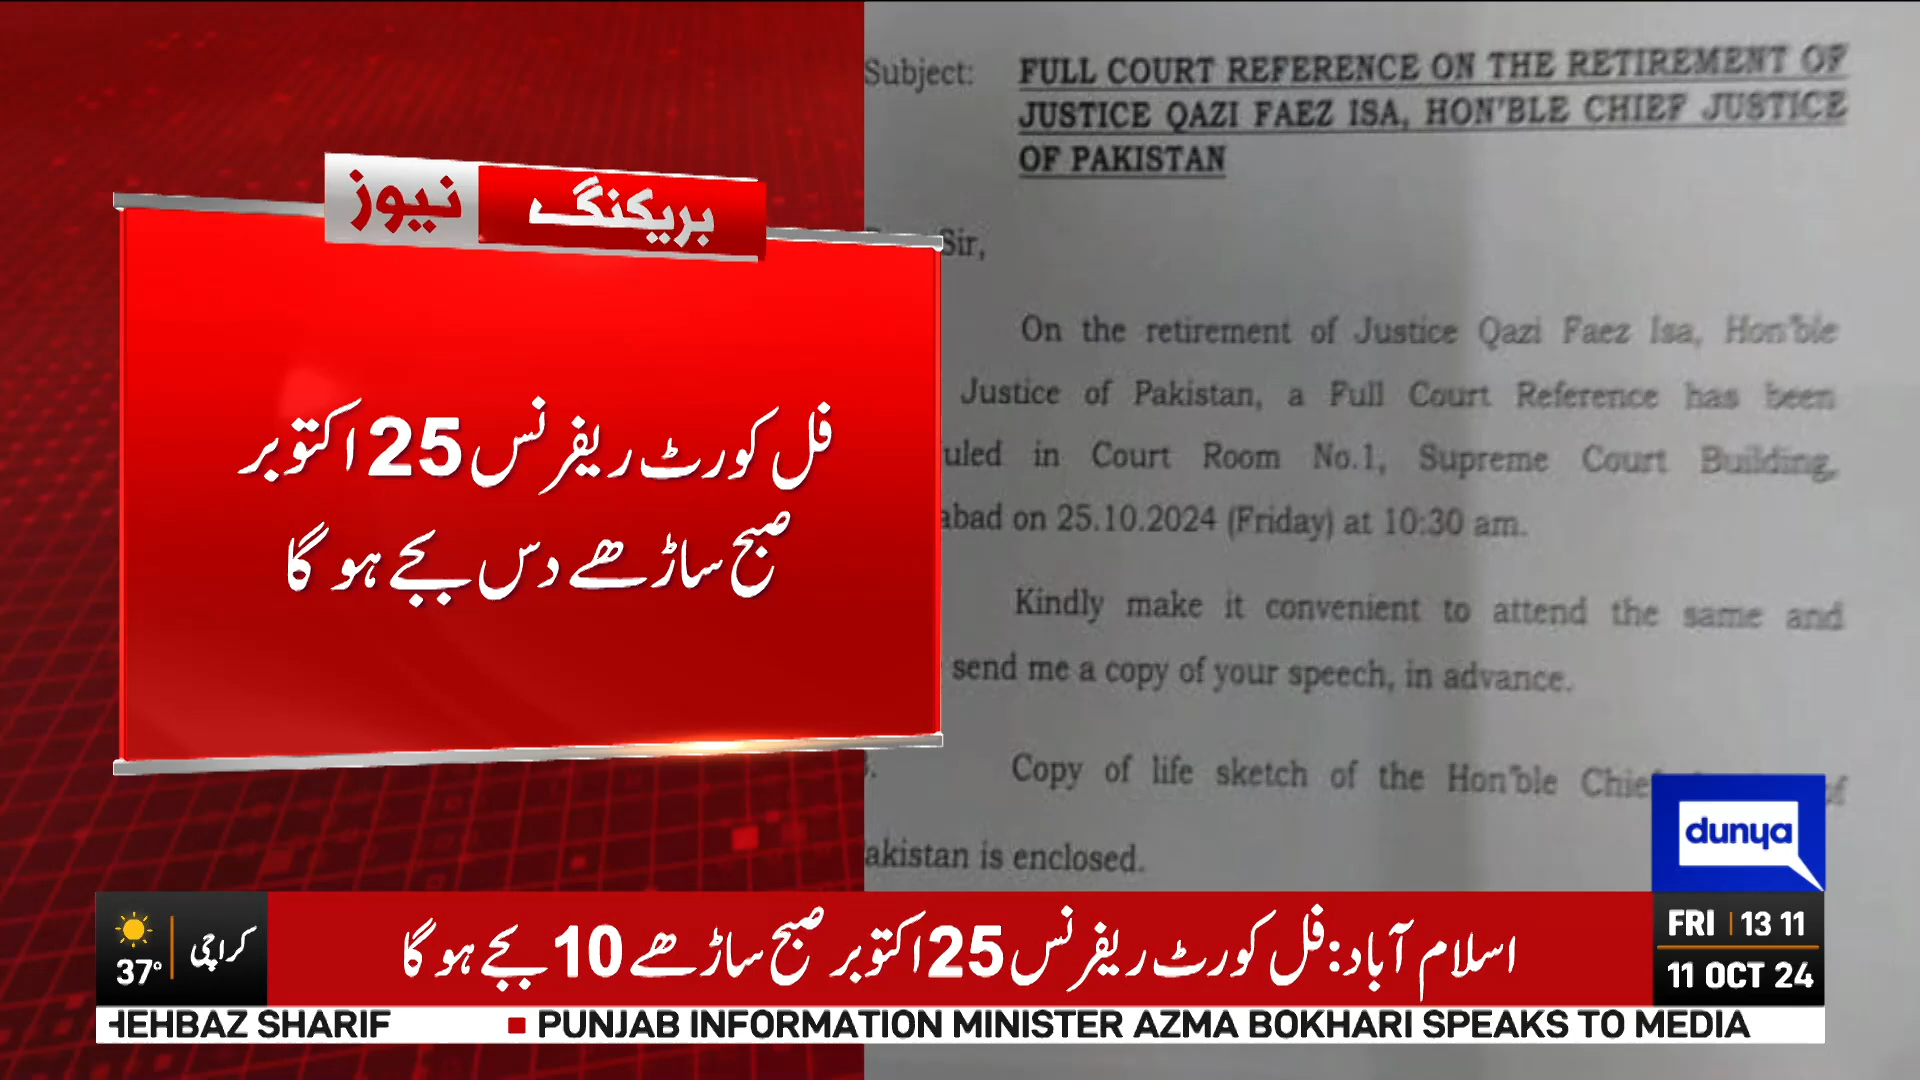 Subject: FULL COURT REFERENCE ON THE RETIREMENT OF
JUSTICE QAZI FAEZ ISA, HON'BLE CHIEF JUSTICE
OF PAKISTAN
Sir,
On the retirement of Justice Qazi Faez Isa, Hon'ble
Justice of Pakistan, a Full Court Reference has been
uled in Court Room No.1, Supreme Court Building,
abad on 25.10.2024 (Friday) at 10:30 am.
Kindly make it convenient to attend the same and
send me a copy of your speech, in advance.
Copy of life sketch of the Hon'ble Chief of
akistan is enclosed.
بریکنگ نیوز
فل کورٹ ریفرنس 25 اکتوبر
صبح ساڑھے دس بجے ہو گا
dunya
اسلام آباد: فل کورٹ ریفرنس 25 اکتوبر صبح ساڑھے 10 بجے ہو گا
کراچی
37°
FRI 13 11
11 OCT 24
HEHBAZ SHARIF ■ PUNJAB INFORMATION MINISTER AZMA BOKHARI SPEAKS TO MEDIA